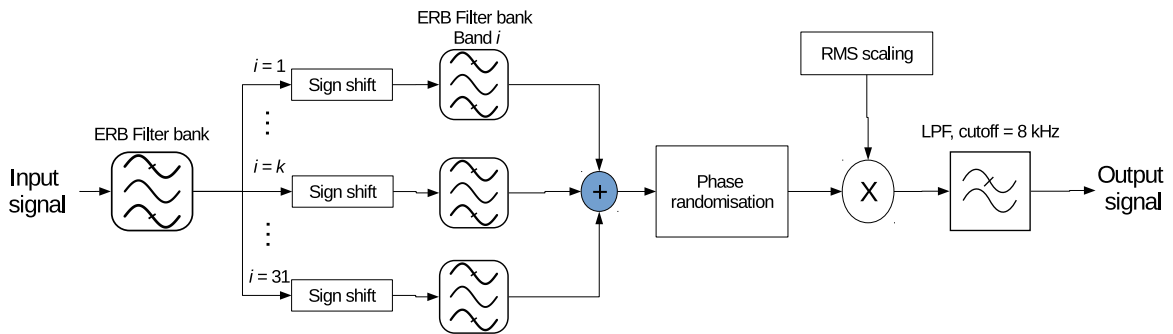 ERB Filter bank
Band i
RMS scaling
i = 1
Sign shift
⋮
ERB Filter bank
LPF, cutoff = 8 kHz
Input
signal
i = k
Sign shift
+
Phase
randomisation
X
Output
signal
⋮
i = 31
Sign shift